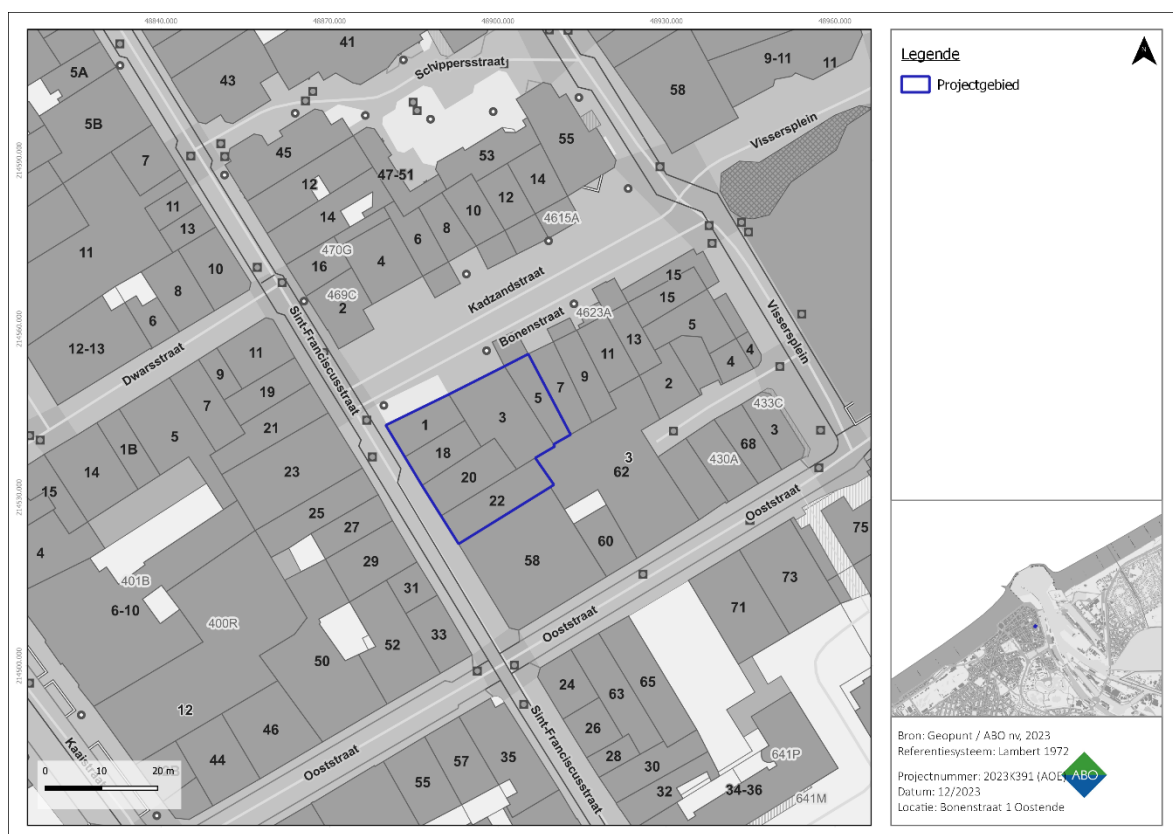 48840.000
48870.000
48900.000
48930.000
48960.000
214590.000
214560.000
214530.000
214500.000
41
Schippersstraat
43
5A
5B
58
9-11
11
Vissersplein
7
45
12
47-51
53
55
14
12
10
8
6
4615A
11
13
14
470G
16
4
11
10
8
469C
2
Kadzandstraat
15
15
Bonenstraat
4623A
13
5
Vissersplein
6
12-13
Dwarsstraat
11
Sint-Franciscusstraat
11
4
4
9
9
7
2
19
7
5
3
1
433C
21
1B
5
18
3
68
430A
3
62
14
23
20
22
15
25
27
Ooststraat
75
4
29
60
58
401B
6-10
31
73
400R
71
Ooststraat
33
52
50
24
63
65
12
Sint-Franciscusstraat
46
26
Kaaistraat
44
Ooststraat
57
35
28
30
641P
55
32
34-36
641M
0 10 20 m
Legende
N
Projectgebied
Bron: Geopunt / ABO nv, 2023
Referentiesysteem: Lambert 1972
Projectnummer: 2023K391 (AOE)
ABO
Datum: 12/2023
Locatie: Bonenstraat 1 Oostende